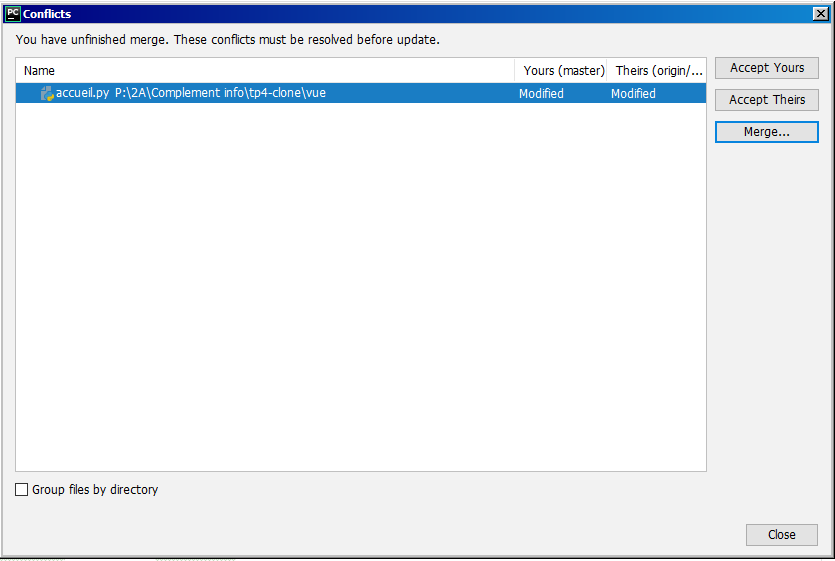 PC Conflicts
You have unfinished merge. These conflicts must be resolved before update.
Name Yours (master) Theirs (origin/...
accueil.py P:\2A\Complement info\tp4-clone\vue Modified Modified
Accept Yours
Accept Theirs
Merge...
Group files by directory
Close